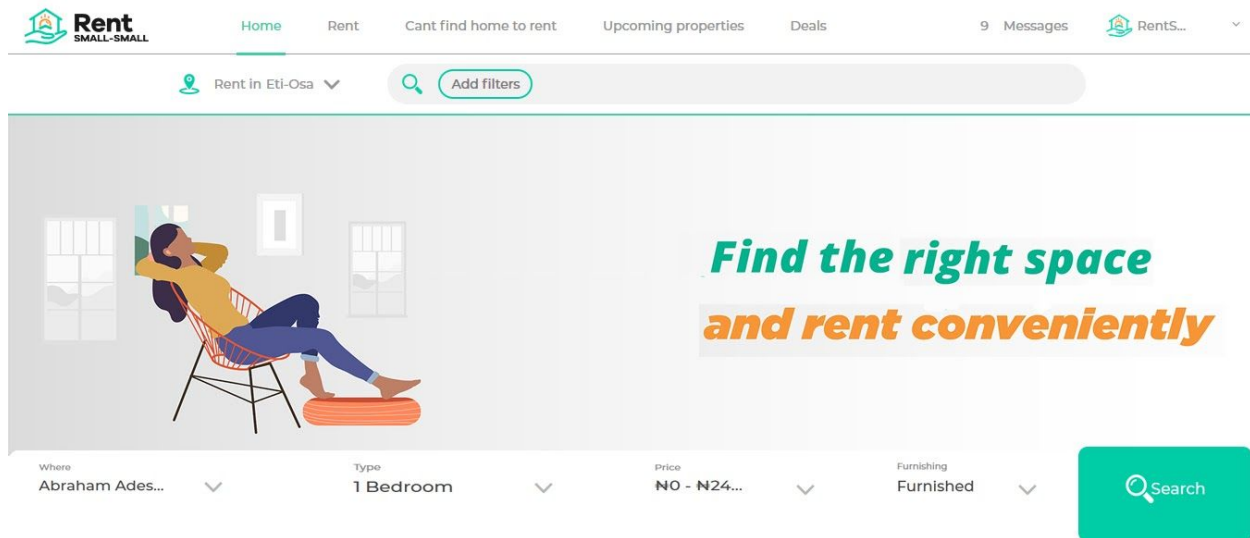 Rent
SMALL-SMALL
Home Rent Cant find home to rent Upcoming properties Deals 9 Messages RentS...
Rent in Eti-Osa Add filters
Find the right space
and rent conveniently
Where Type Price Furnishing
Abraham Ades... 1 Bedroom ₦0 - ₦24... Furnished Search